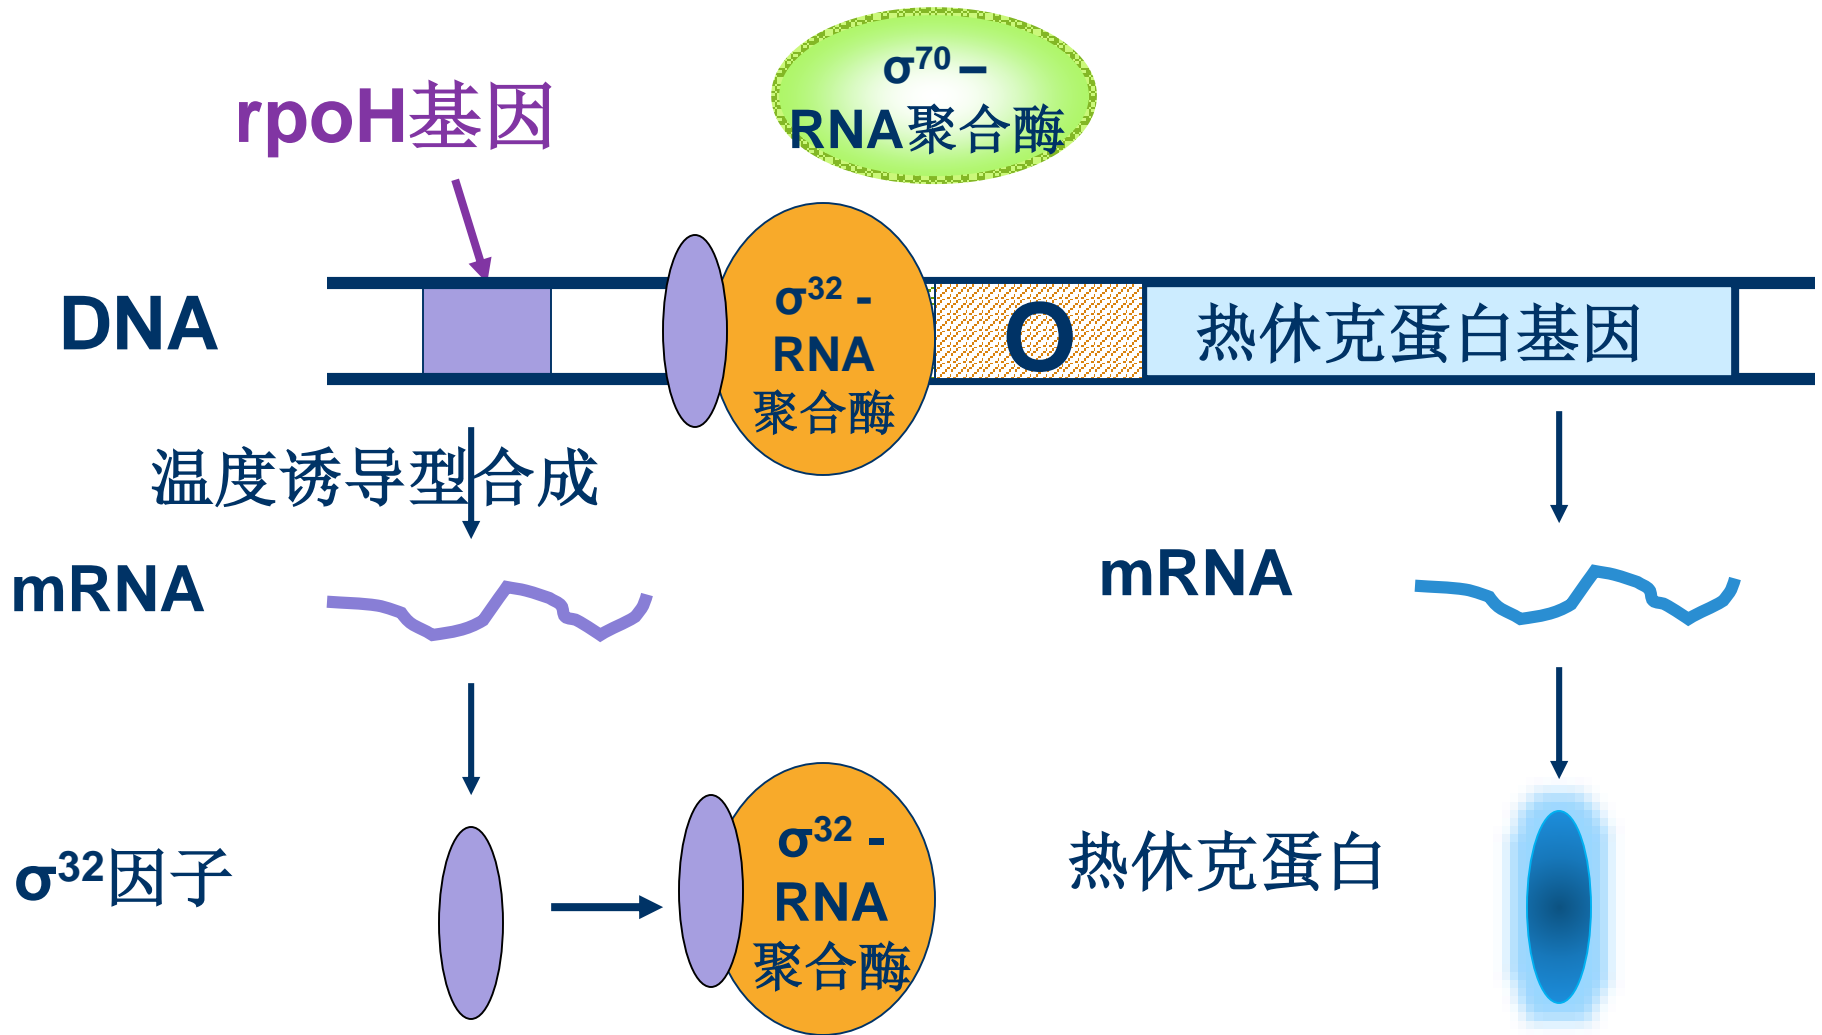 σ70 –
RNA聚合酶
rpoH基因
DNA
σ32 -
RNA
聚合酶
O
热休克蛋白基因
温度诱导型合成
mRNA
mRNA
σ32因子
σ32 -
RNA
聚合酶
热休克蛋白